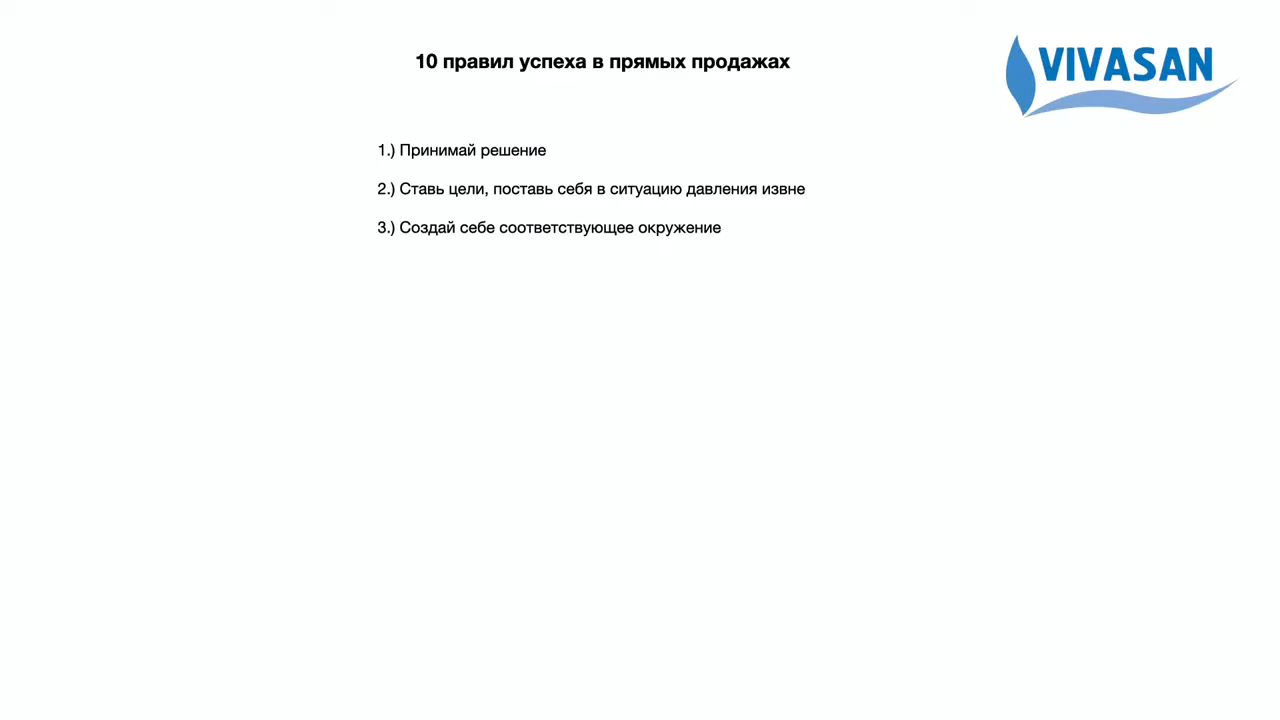 10 правил успеха в прямых продажах
VIVASAN
1.) Принимай решение
2.) Ставь цели, поставь себя в ситуацию давления извне
3.) Создай себе соответствующее окружение